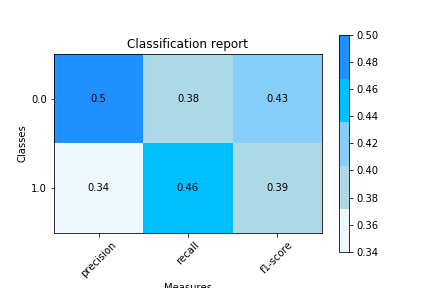 Classification report
0.50
0.48
0.46
0.44
0.42
0.40
0.38
0.36
0.34
Classes
0.0
0.5
0.38
0.43
1.0
0.34
0.46
0.39
precision
recall
f1-score
Measures